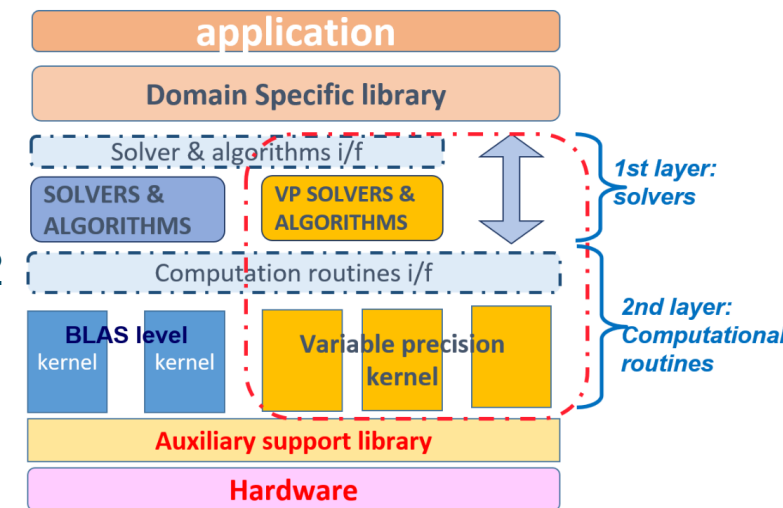 application
Domain Specific library
Solver & algorithms i/f
SOLVERS &
ALGORITHMS
VP SOLVERS &
ALGORITHMS
1st layer:
solvers
2
Computation routines i/f
BLAS level
kernel
kernel
Variable precision
kernel
2nd layer:
Computational
routines
Auxiliary support library
Hardware